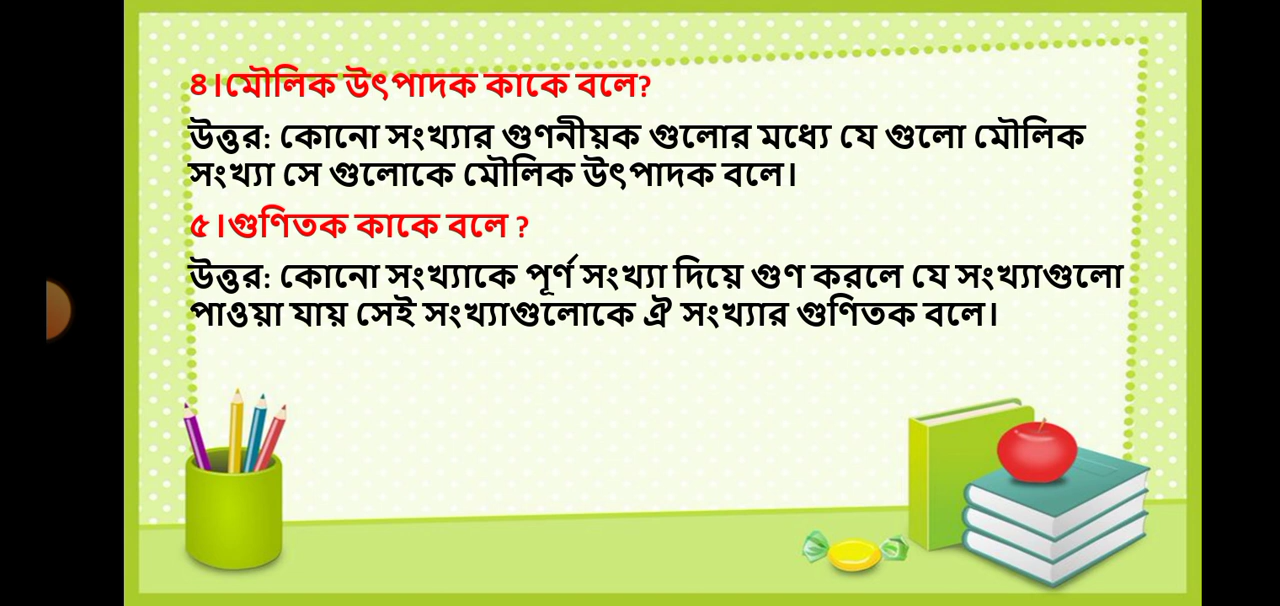 ৪।মৌলিক উৎপাদক কাকে বলে?
উত্তর: কোনো সংখ্যার গুণনীয়ক গুলোর মধ্যে যে গুলো মৌলিক
সংখ্যা সে গুলোকে মৌলিক উৎপাদক বলে।
৫।গুণিতক কাকে বলে ?
উত্তর: কোনো সংখ্যাকে পূর্ণ সংখ্যা দিয়ে গুণ করলে যে সংখ্যাগুলো
পাওয়া যায় সেই সংখ্যাগুলোকে ঐ সংখ্যার গুণিতক বলে।